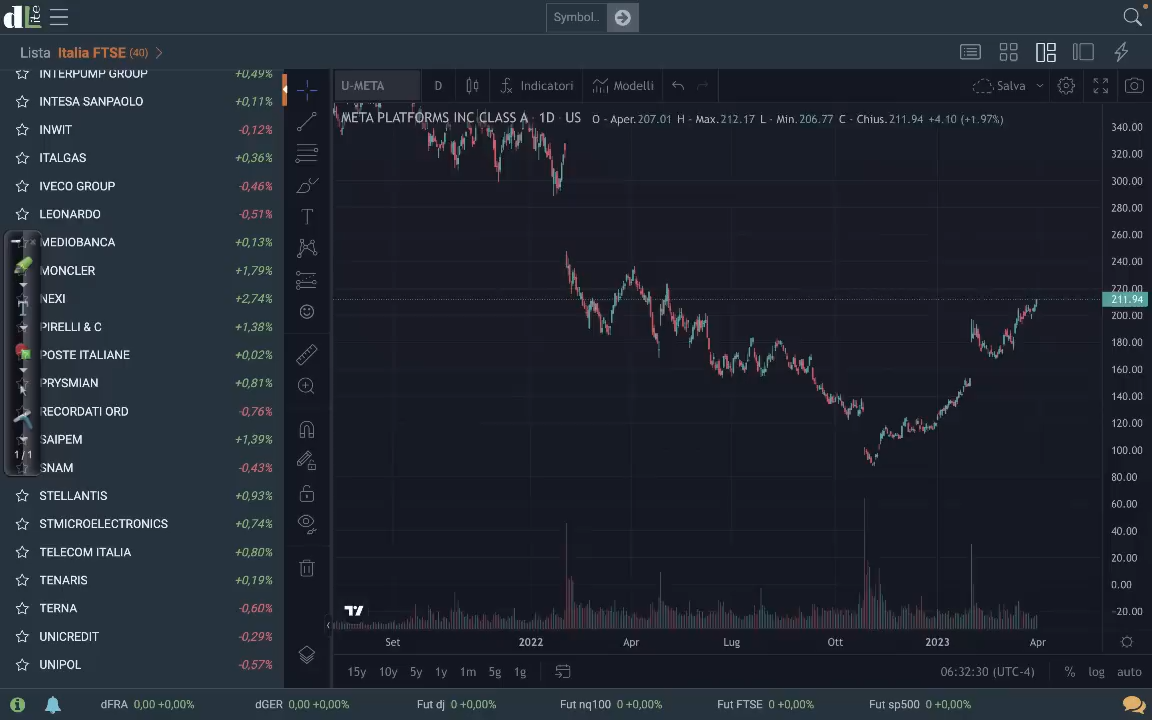 dLite
Symbol..
Lista Italia FTSE (40)
INTERPUMP GROUP +0,49%
INTESA SANPAOLO +0,11%
INWIT -0,12%
ITALGAS +0,36%
IVECO GROUP -0,46%
LEONARDO -0,51%
MEDIOBANCA +0,13%
MONCLER +1,79%
NEXI +2,74%
PIRELLI & C +1,38%
POSTE ITALIANE +0,02%
PRYSMIAN +0,81%
RECORDATI ORD -0,76%
SAIPEM +1,39%
SNAM -0,43%
STELLANTIS +0,93%
STMICROELECTRONICS +0,74%
TELECOM ITALIA +0,80%
TENARIS +0,19%
TERNA -0,60%
UNICREDIT -0,29%
UNIPOL -0,57%
1 / 1
U-META D Indicatori Modelli Salva
META PLATFORMS INC CLASS A · 1D · US O - Aper.207.01 H - Max.212.17 L - Min.206.77 C - Chius.211.94 +4.10 (+1.97%)
340.00
320.00
300.00
280.00
260.00
240.00
220.00
211.94
200.00
180.00
160.00
140.00
120.00
100.00
80.00
60.00
40.00
20.00
0.00
-20.00
Set 2022 Apr Lug Ott 2023 Apr
15y 10y 5y 1y 1m 5g 1g 06:32:30 (UTC-4) % log auto
dFRA 0,00 +0,00% dGER 0,00 +0,00% Fut dj 0 +0,00% Fut nq100 0 +0,00% Fut FTSE 0 +0,00% Fut sp500 0 +0,00%